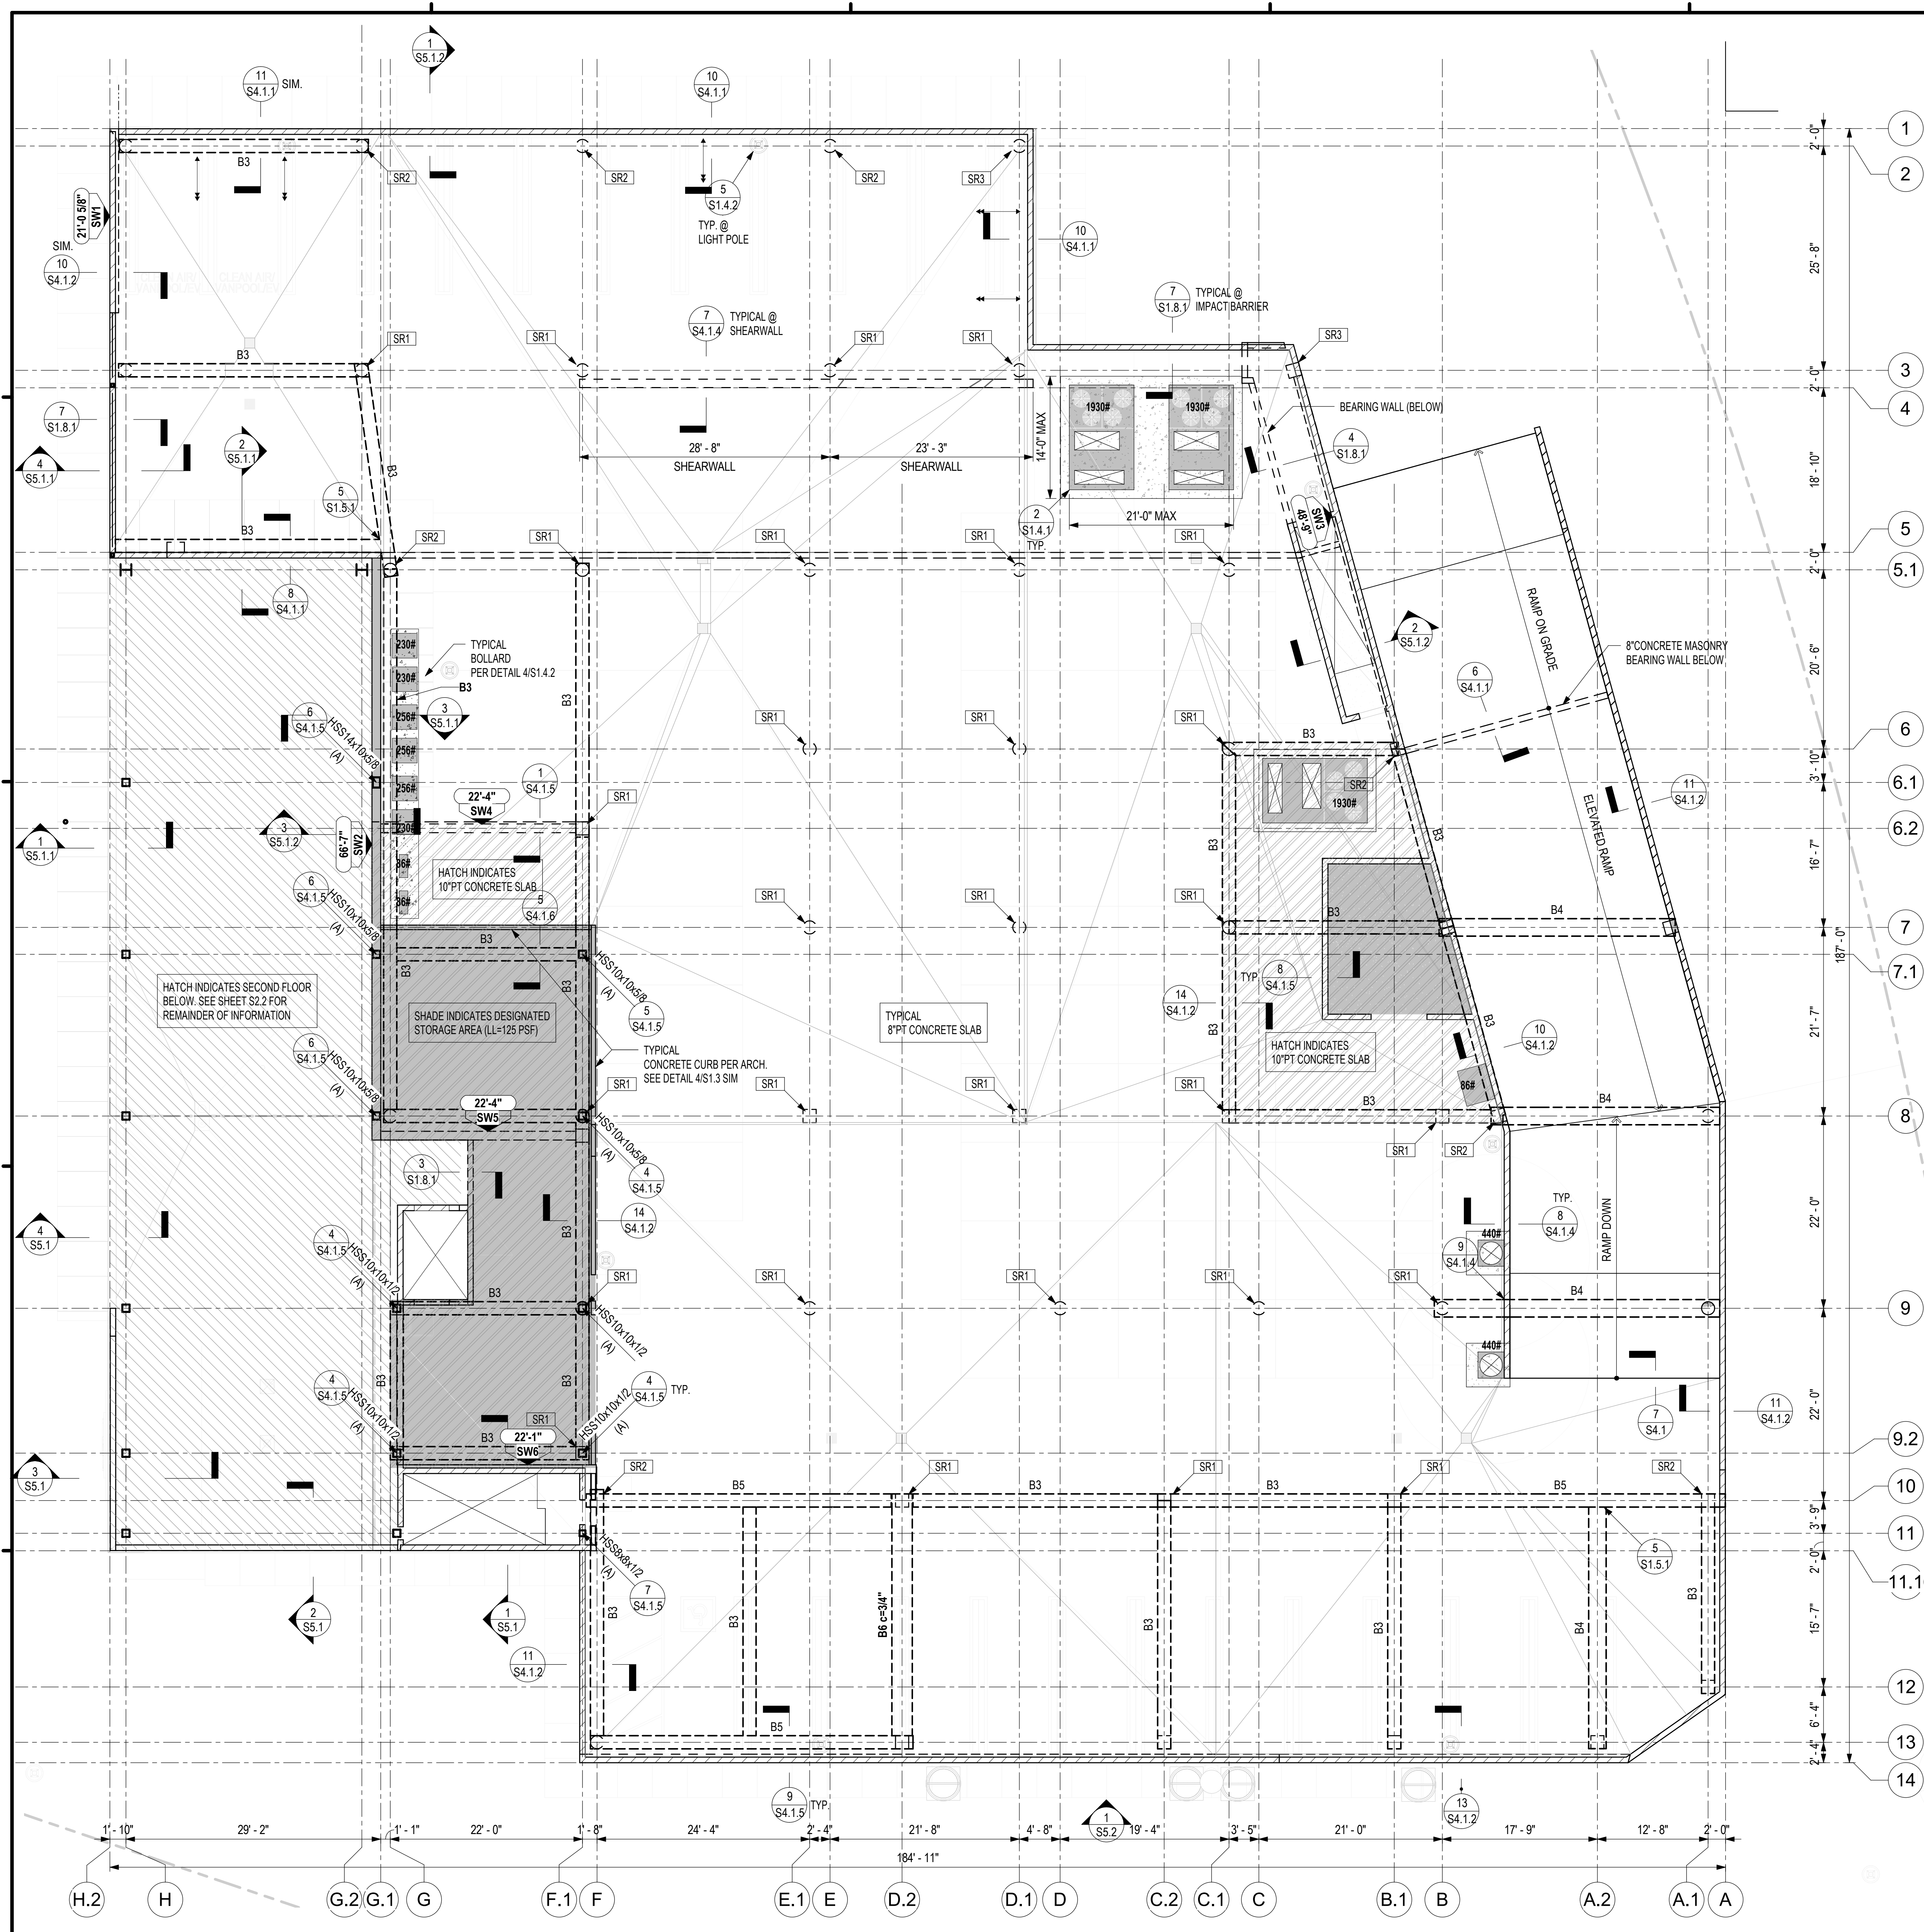 1
S5.1.2
11
S4.1.1
SIM.
10
S4.1.1
1
2' - 0"
2
B3
SR2
SR2
SR2
SR3
5
S1.4.2
TYP. @
LIGHT POLE
21'-0 5/8"
SW1
SIM.
10
S4.1.2
10
S4.1.1
25' - 8"
CLEAN AIR/
7
S1.8.1
TYPICAL @
IMPACT BARRIER
7
S4.1.4
TYPICAL @
SHEARWALL
SR1
SR1
SR1
SR1
SR3
B3
3
2' - 0"
4
7
S1.8.1
1930#
1930#
BEARING WALL (BELOW)
14'-0" MAX
28' - 8"
SHEARWALL
23' - 3"
SHEARWALL
4
S1.8.1
2
S5.1.1
4
S5.1.1
B3
18' - 10"
5
S1.5.1
48'-9"
SW3
21'-0" MAX
2
S1.4.1
TYP.
B3
SR2
SR1
SR1
SR1
SR1
5
2' - 0"
5.1
8
S4.1.1
RAMP ON GRADE
230#
230#
256#
256#
256#
230#
86#
86#
TYPICAL
BOLLARD
PER DETAIL 4/S1.4.2
B3
B3
2
S5.1.2
8"CONCRETE MASONRY
BEARING WALL BELOW
20' - 6"
6
S4.1.1
3
S5.1.1
6
S4.1.5
HSS14x10x5/8
(A)
SR1
SR1
SR1
B3
6
3' - 10"
6.1
SR2
1930#
1
S4.1.5
22'-4"
SW4
SR1
11
S4.1.2
ELEVATED RAMP
B3
B3
3
S5.1.2
66'-7"
SW2
1
S5.1.1
6.2
16' - 7"
HATCH INDICATES
10"PT CONCRETE SLAB
6
S4.1.5
HSS10x10x5/8
(A)
5
S4.1.6
SR1
SR1
SR1
B3
B4
7
B3
B3
B3
HSS10x10x5/8
(A)
7.1
187' - 0"
HATCH INDICATES SECOND FLOOR
BELOW. SEE SHEET S2.2 FOR
REMAINDER OF INFORMATION
SHADE INDICATES DESIGNATED
STORAGE AREA (LL=125 PSF)
5
S4.1.5
TYPICAL
8"PT CONCRETE SLAB
14
S4.1.2
TYP.
8
S4.1.5
B3
B3
21' - 7"
HATCH INDICATES
10"PT CONCRETE SLAB
10
S4.1.2
6
S4.1.5
HSS10x10x5/8
(A)
TYPICAL
CONCRETE CURB PER ARCH.
SEE DETAIL 4/S1.3 SIM
86#
22'-4"
SW5
SR1
SR1
SR1
SR1
B3
B4
8
HSS10x10x5/8
(A)
SR1
SR2
3
S1.8.1
4
S4.1.5
14
S4.1.2
B3
TYP.
8
S4.1.4
RAMP DOWN
22' - 0"
4
S5.1
4
S4.1.5
HSS10x10x1/2
(A)
440#
9
S4.1.4
SR1
SR1
SR1
SR1
SR1
B3
B4
9
HSS10x10x1/2
(A)
440#
4
S4.1.5
HSS10x10x1/2
(A)
B3
B3
HSS10x10x1/2
(A)
4
S4.1.5
TYP.
7
S4.1
11
S4.1.2
22' - 0"
SR1
22'-1"
SW6
B3
9.2
3
S5.1
SR2
B5
SR1
B3
SR1
B3
SR1
B5
SR2
10
3' - 9"
11
HSS8x8x1/2
(A)
5
S1.5.1
2' - 0"
11.1
7
S4.1.5
2
S5.1
1
S5.1
B3
B3
B6 c=3/4"
B3
B3
B4
B3
15' - 7"
11
S4.1.2
12
6' - 4"
B5
13
2' - 4"
14
9
S4.1.5
TYP.
1
S5.2
13
S4.1.2
1' - 10"
29' - 2"
1' - 1"
22' - 0"
1' - 8"
24' - 4"
2' - 4"
21' - 8"
4' - 8"
19' - 4"
3' - 5"
21' - 0"
17' - 9"
12' - 8"
2' - 0"
184' - 11"
H.2
H
G.2
G.1
G
F.1
F
E.1
E
D.2
D.1
D
C.2
C.1
C
B.1
B
A.2
A.1
A